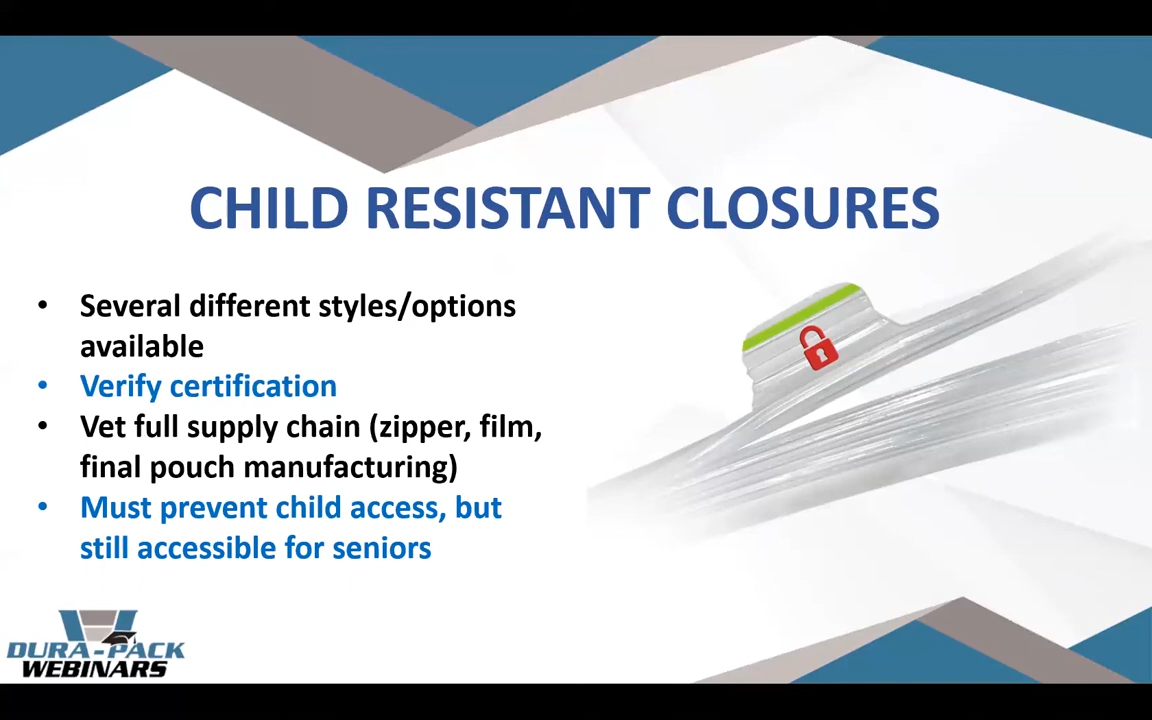 CHILD RESISTANT CLOSURES
• Several different styles/options
available
• Verify certification
• Vet full supply chain (zipper, film,
final pouch manufacturing)
• Must prevent child access, but
still accessible for seniors
DURA-PACK
WEBINARS